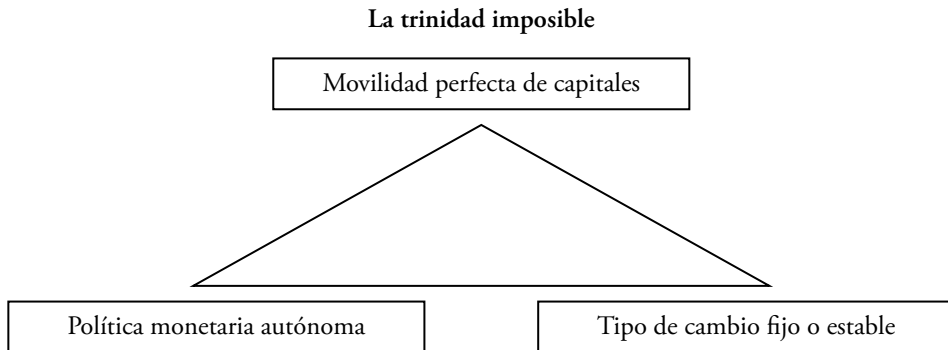 La trinidad imposible
Movilidad perfecta de capitales
Política monetaria autónoma
Tipo de cambio fijo o estable